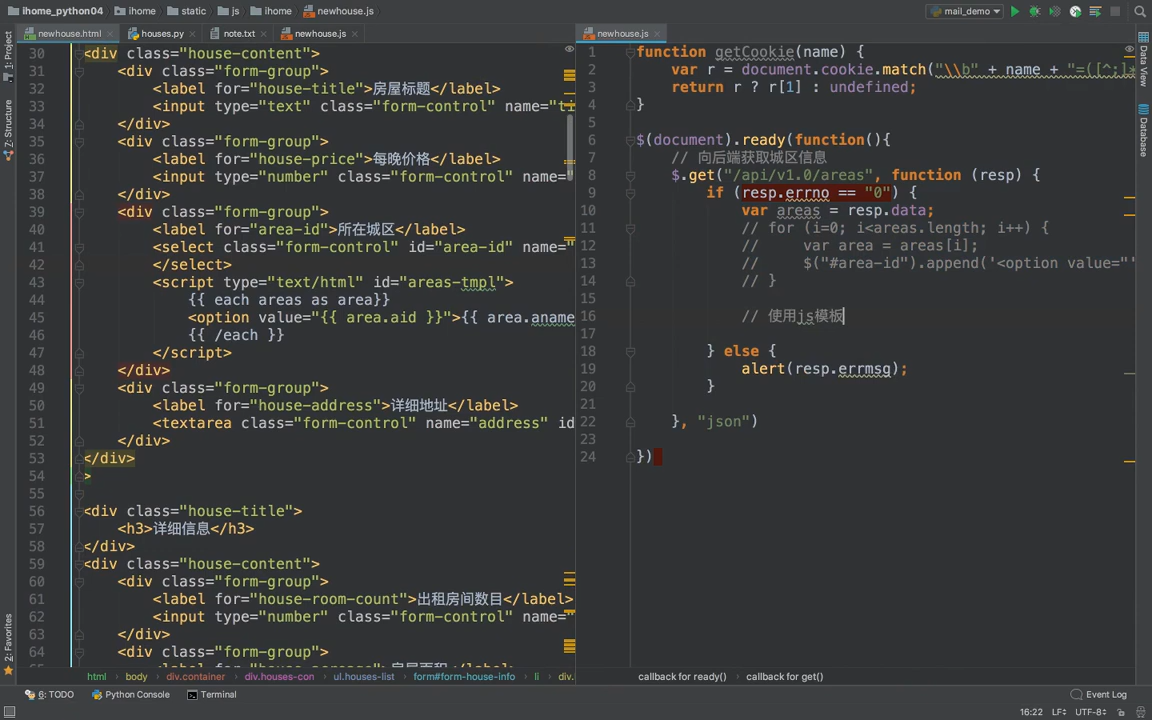 ihome_python04 ihome static js ihome newhouse.js mail_demo
newhouse.html houses.py note.txt newhouse.js
30 <div class="house-content">
31 <div class="form-group">
32 <label for="house-title">房屋标题</label>
33 <input type="text" class="form-control" name="ti
34 </div>
35 <div class="form-group">
36 <label for="house-price">每晚价格</label>
37 <input type="number" class="form-control" name="
38 </div>
39 <div class="form-group">
40 <label for="area-id">所在城区</label>
41 <select class="form-control" id="area-id" name="
42 </select>
43 <script type="text/html" id="areas-tmpl">
44 {{ each areas as area}}
45 <option value="{{ area.aid }}">{{ area.aname
46 {{ /each }}
47 </script>
48 </div>
49 <div class="form-group">
50 <label for="house-address">详细地址</label>
51 <textarea class="form-control" name="address" id
52 </div>
53 </div>
54 >
55
56 <div class="house-title">
57 <h3>详细信息</h3>
58 </div>
59 <div class="house-content">
60 <div class="form-group">
61 <label for="house-room-count">出租房间数目</label>
62 <input type="number" class="form-control" name="
63 </div>
64 <div class="form-group">
html body div.container div.houses-con ul.houses-list form#form-house-info li div.
newhouse.js
1 function getCookie(name) {
2 var r = document.cookie.match("\\b" + name + "=([^;]*
3 return r ? r[1] : undefined;
4 }
5
6 $(document).ready(function(){
7 // 向后端获取城区信息
8 $.get("/api/v1.0/areas", function (resp) {
9 if (resp.errno == "0") {
10 var areas = resp.data;
11 // for (i=0; i<areas.length; i++) {
12 // var area = areas[i];
13 // $("#area-id").append('<option value="'
14 // }
15
16 // 使用js模板
17
18 } else {
19 alert(resp.errmsg);
20 }
21
22 }, "json")
23
24 })
callback for ready() callback for get()
1: Project
7: Structure
2: Favorites
Data View
Database
6: TODO Python Console Terminal Event Log
16:22 LF÷ UTF-8÷